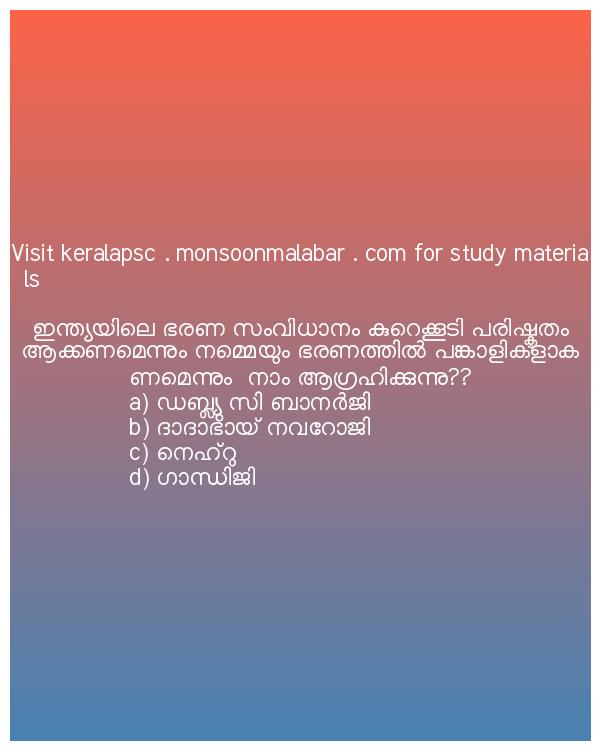 Visit keralapsc . monsoonmalabar . com for study materia
ls
ഇന്ത്യയിലെ ഭരണ സംവിധാനം കുറെക്കൂടി പരിഷ്കൃതം
ആക്കണമെന്നും നമ്മെയും ഭരണത്തിൽ പങ്കാളികളാക
ണമെന്നും  നാം ആഗ്രഹിക്കുന്നു??
a) ഡബ്ല്യു സി ബാനർജി
b) ദാദാഭായ് നവറോജി
c) നെഹ്റു
d) ഗാന്ധിജി